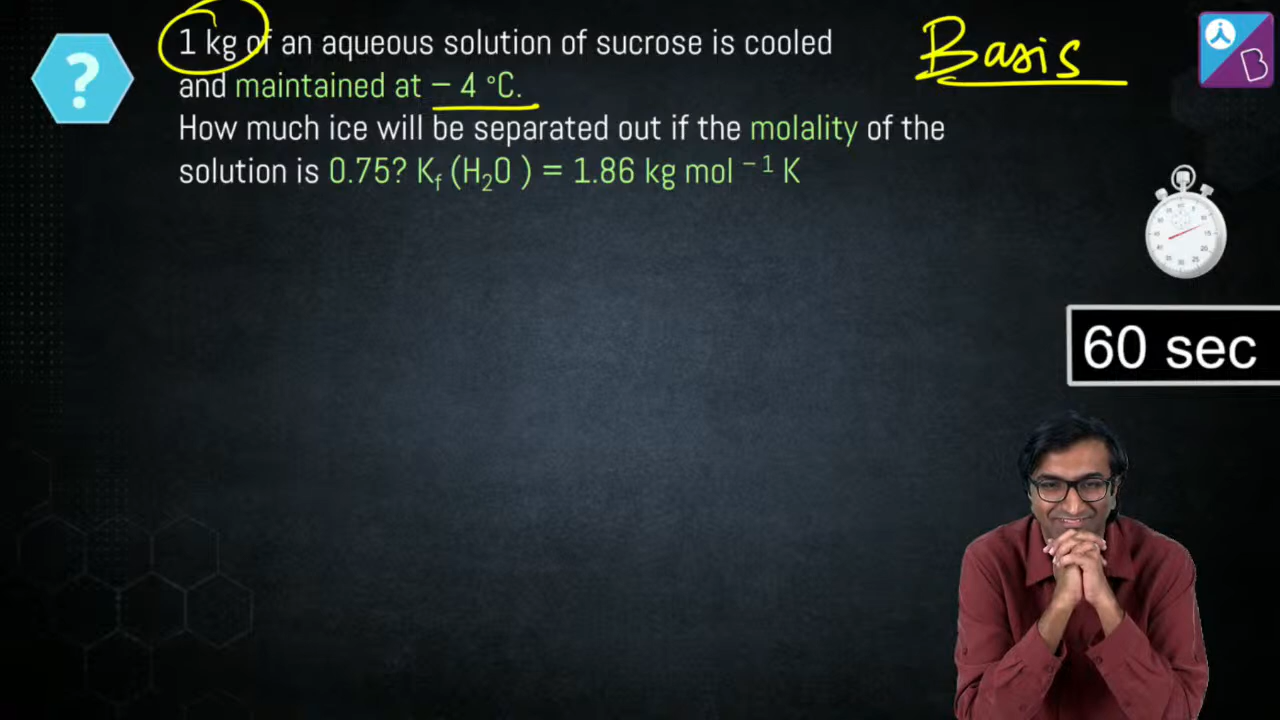 1 kg of an aqueous solution of sucrose is cooled
and maintained at – 4 °C.
How much ice will be separated out if the molality of the
solution is 0.75? K_f (H₂O ) = 1.86 kg mol ⁻ ¹ K
Basis
?
B
60 sec